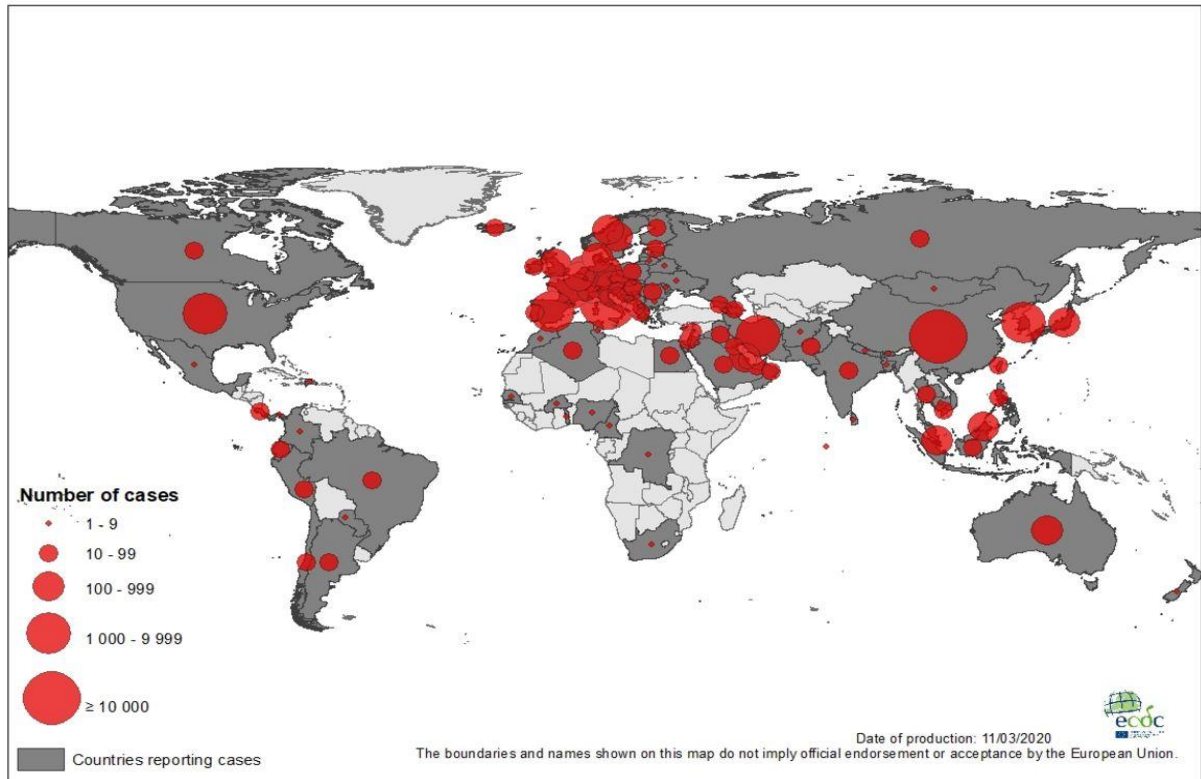 Number of cases
1 - 9
10 - 99
100 - 999
1 000 - 9 999
≥ 10 000
Countries reporting cases
ecdc
Date of production: 11/03/2020
The boundaries and names shown on this map do not imply official endorsement or acceptance by the European Union.